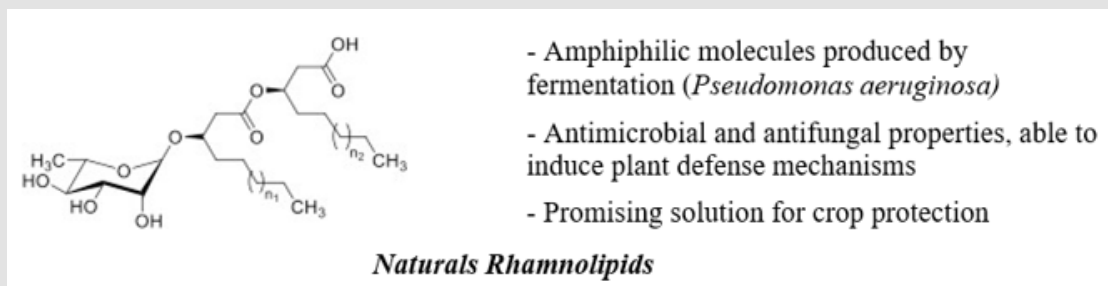 OH
O
O
O
O
n2
CH3
H3C
O
HO
HO
OH
n1
CH3
- Amphiphilic molecules produced by
fermentation (Pseudomonas aeruginosa)
- Antimicrobial and antifungal properties, able to
induce plant defense mechanisms
- Promising solution for crop protection
Naturals Rhamnolipids